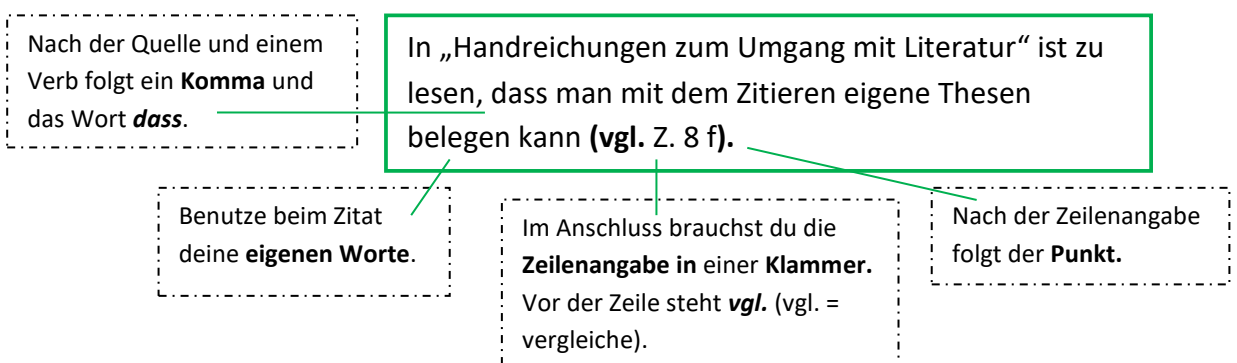 Nach der Quelle und einem
Verb folgt ein Komma und
das Wort dass.
In „Handreichungen zum Umgang mit Literatur“ ist zu
lesen, dass man mit dem Zitieren eigene Thesen
belegen kann (vgl. Z. 8 f).
Benutze beim Zitat
deine eigenen Worte.
Im Anschluss brauchst du die
Zeilenangabe in einer Klammer.
Vor der Zeile steht vgl. (vgl. =
vergleiche).
Nach der Zeilenangabe
folgt der Punkt.